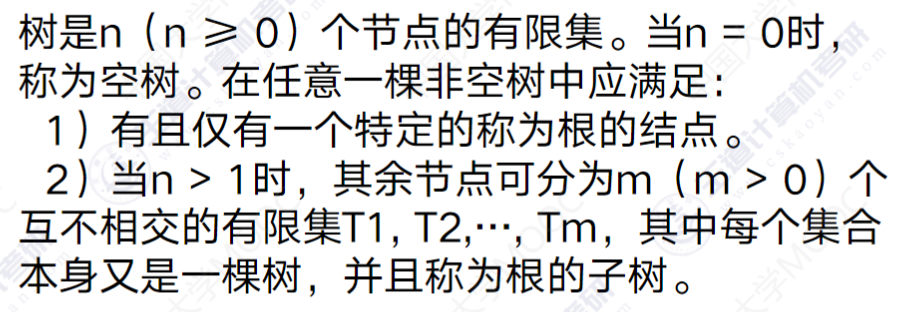 树是n（n ≥ 0）个节点的有限集。当n = 0时，
称为空树。在任意一棵非空树中应满足：
1）有且仅有一个特定的称为根的结点。
2）当n > 1时，其余节点可分为m（m > 0）个
互不相交的有限集T1, T2,…, Tm，其中每个集合
本身又是一棵树，并且称为根的子树。